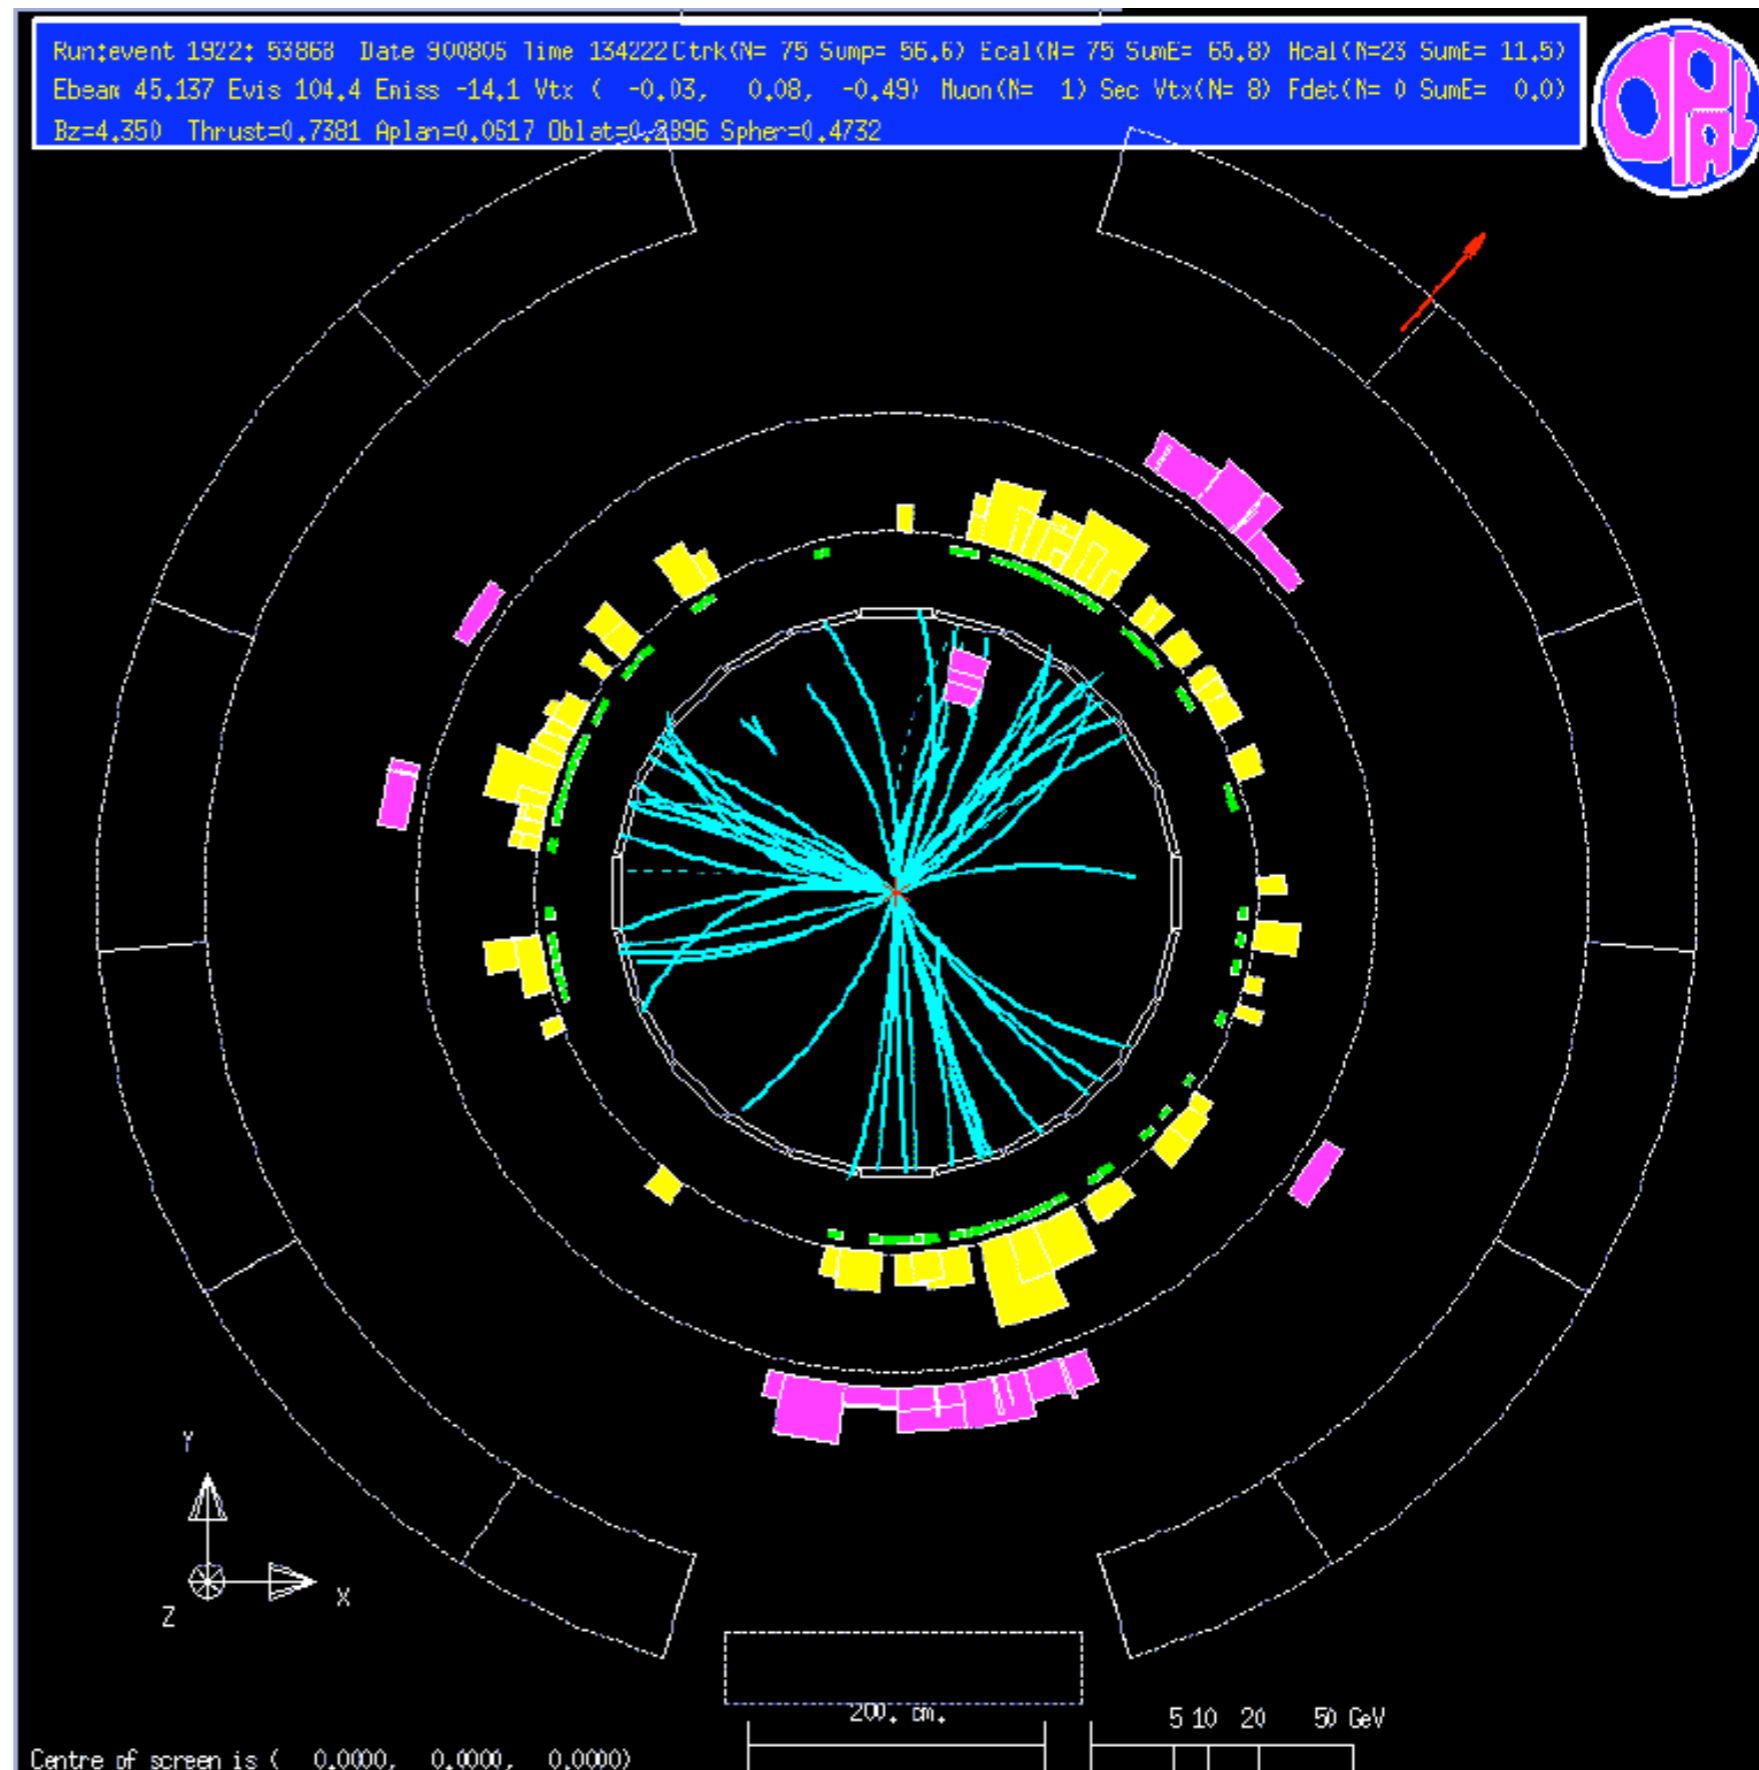 Run:event 1922: 53868 Date 900806 Time 134222 Ctrk(N= 75 Sump= 56.6) Ecal(N= 75 SumE= 65.8) Hcal(N=23 SumE= 11.5)
Ebeam 45.137 Evis 104.4 Emiss -14.1 Vtx ( -0.03, 0.08, -0.49) Muon(N= 1) Sec Vtx(N= 8) Fdet(N= 0 SumE= 0.0)
Bz=4.350 Thrust=0.7381 Aplan=0.0617 Oblat=0.2896 Spher=0.4732
OPAL
Y
X
Z
200. cm.
5 10 20 50 GeV
Centre of screen is ( 0.0000, 0.0000, 0.0000)